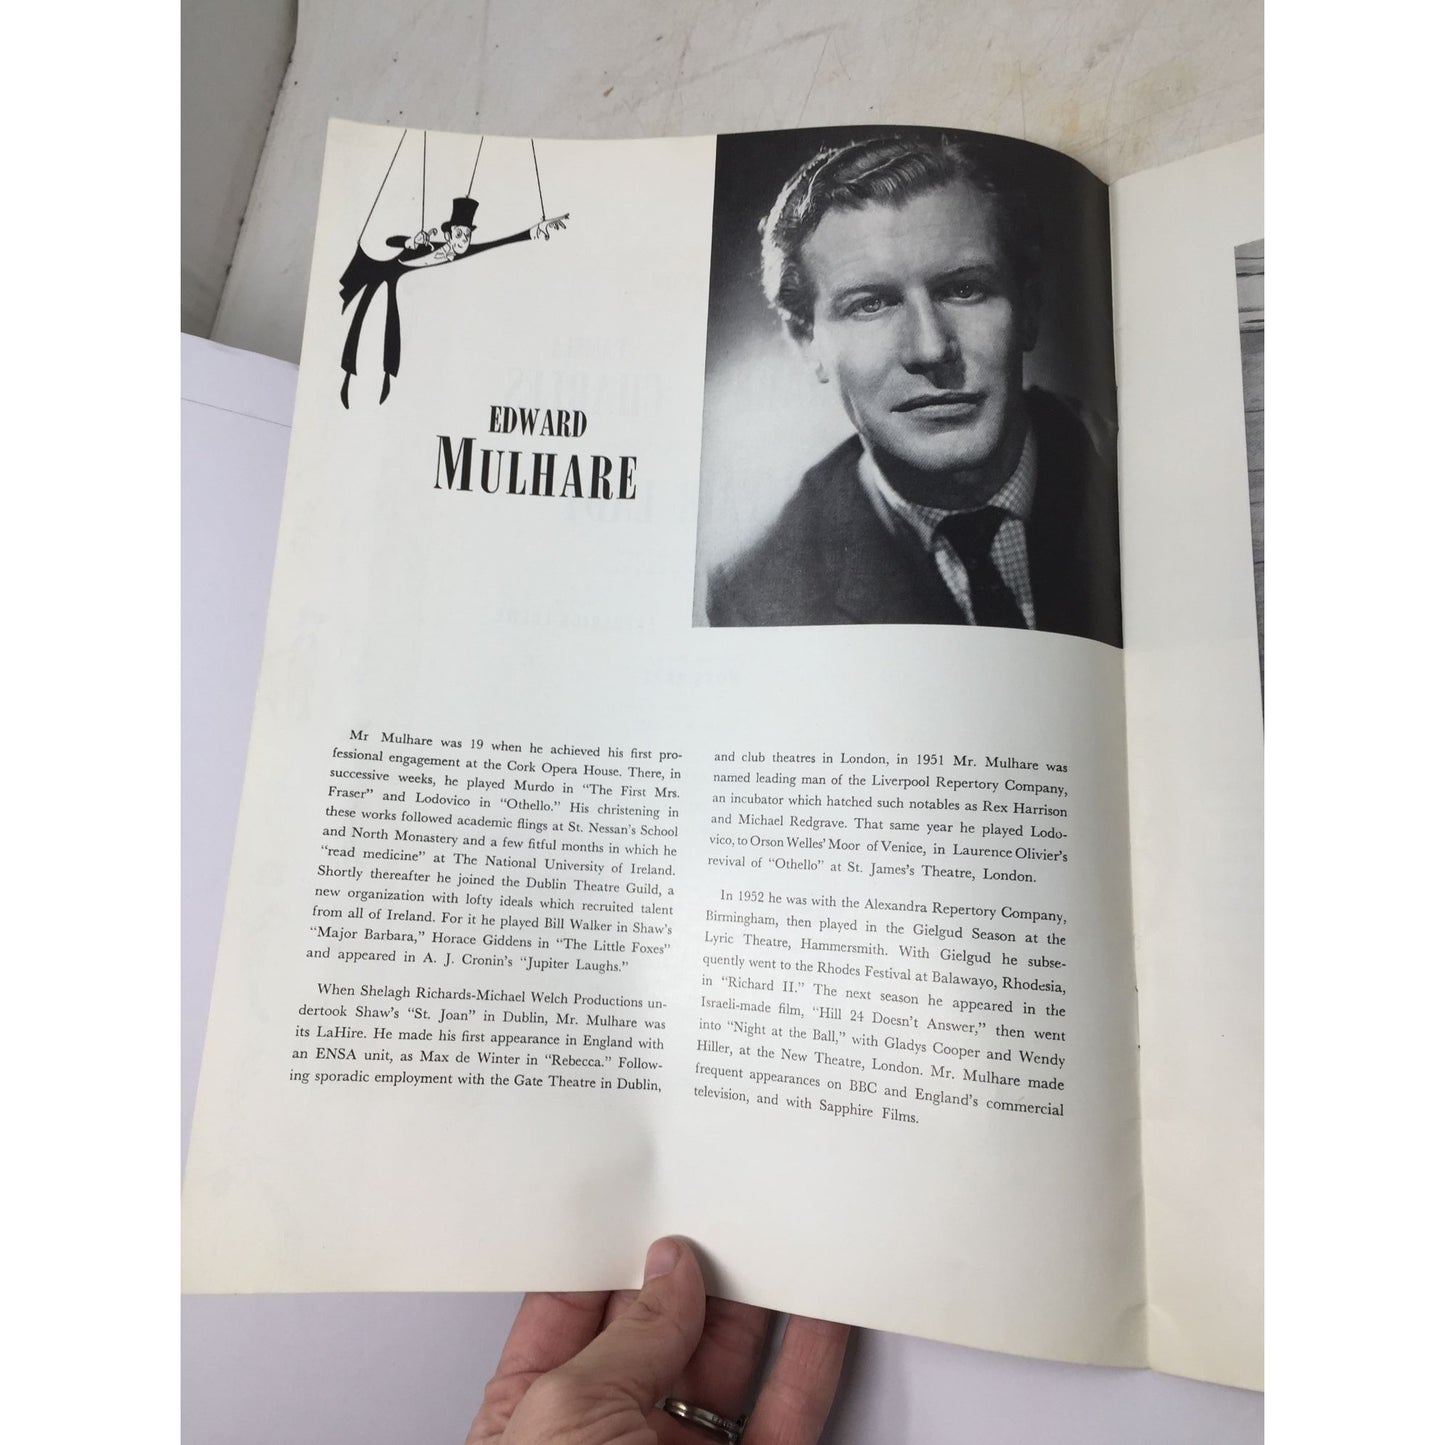 EDWARD
MULHARE
Mr Mulhare was 19 when he achieved his first pro-
fessional engagement at the Cork Opera House. There, in
successive weeks, he played Murdo in "The First Mrs.
Fraser" and Lodovico in "Othello." His christening in
these works followed academic flings at St. Nessan's School
and North Monastery and a few fitful months in which he
"read medicine" at The National University of Ireland.
Shortly thereafter he joined the Dublin Theatre Guild, a
new organization with lofty ideals which recruited talent
from all of Ireland. For it he played Bill Walker in Shaw's
"Major Barbara," Horace Giddens in "The Little Foxes"
and appeared in A. J. Cronin's "Jupiter Laughs."
When Shelagh Richards-Michael Welch Productions un-
dertook Shaw's "St. Joan" in Dublin, Mr. Mulhare was
its LaHire. He made his first appearance in England with
an ENSA unit, as Max de Winter in "Rebecca." Follow-
ing sporadic employment with the Gate Theatre in Dublin,
and club theatres in London, in 1951 Mr. Mulhare was
named leading man of the Liverpool Repertory Company,
an incubator which hatched such notables as Rex Harrison
and Michael Redgrave. That same year he played Lodo-
vico, to Orson Welles' Moor of Venice, in Laurence Olivier's
revival of "Othello" at St. James's Theatre, London.
In 1952 he was with the Alexandra Repertory Company,
Birmingham, then played in the Gielgud Season at the
Lyric Theatre, Hammersmith. With Gielgud he subse-
quently went to the Rhodes Festival at Balawayo, Rhodesia,
in "Richard II." The next season he appeared in the
Israeli-made film, "Hill 24 Doesn't Answer," then went
into "Night at the Ball," with Gladys Cooper and Wendy
Hiller, at the New Theatre, London. Mr. Mulhare made
frequent appearances on BBC and England's commercial
television, and with Sapphire Films.